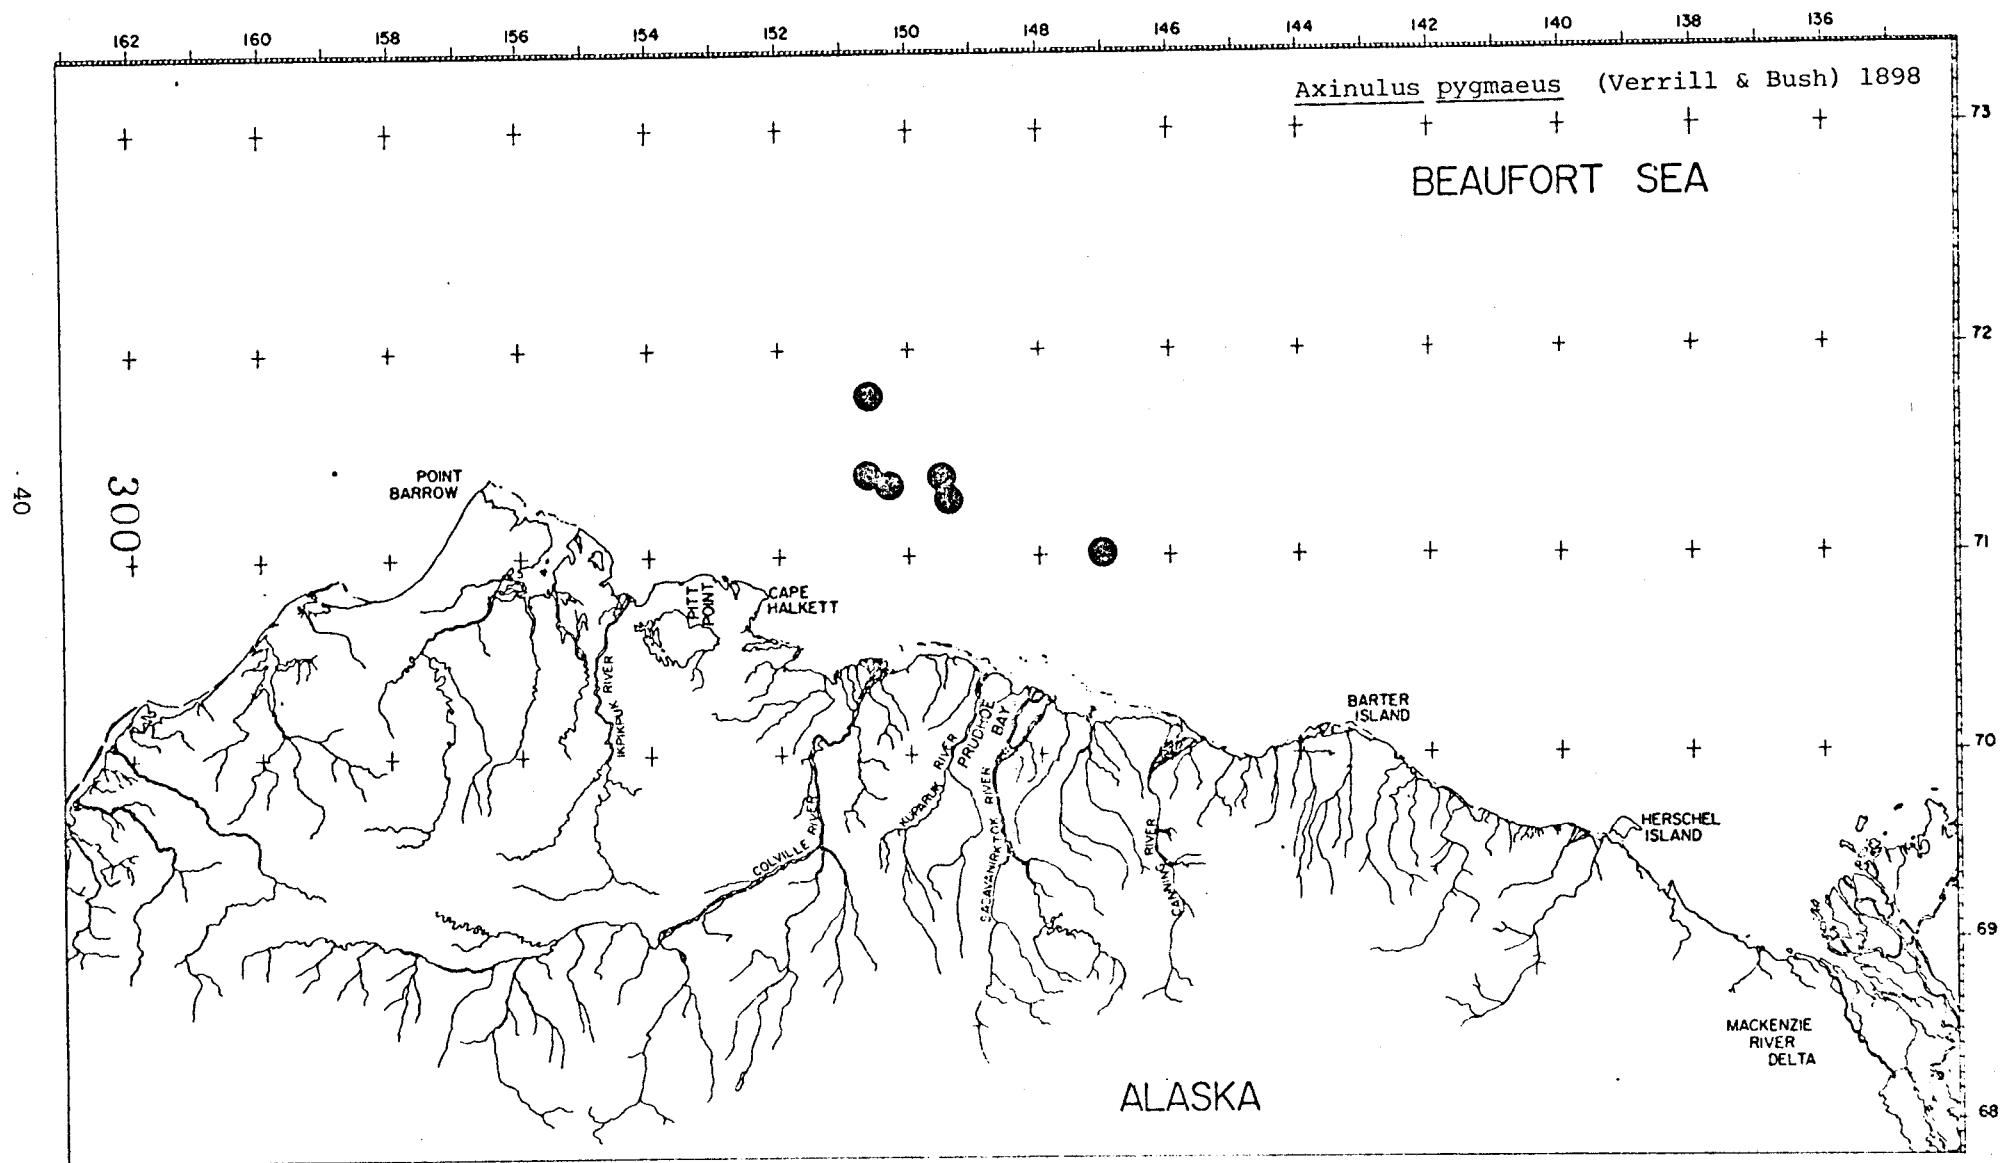 162 160 158 156 154 152 150 148 146 144 142 140 138 136
Axinulus pygmaeus (Verrill & Bush) 1898
73
BEAUFORT SEA
72
POINT
BARROW
300
40
71
PITT
POINT
CAPE
HALKETT
IKPIKPUK RIVER
BARTER
ISLAND
PRUDHOE
BAY
70
KUPARUK RIVER
COLVILLE RIVER
SAGAVANIRKTOK RIVER
CANNING RIVER
HERSCHEL
ISLAND
69
MACKENZIE
RIVER
DELTA
ALASKA
68